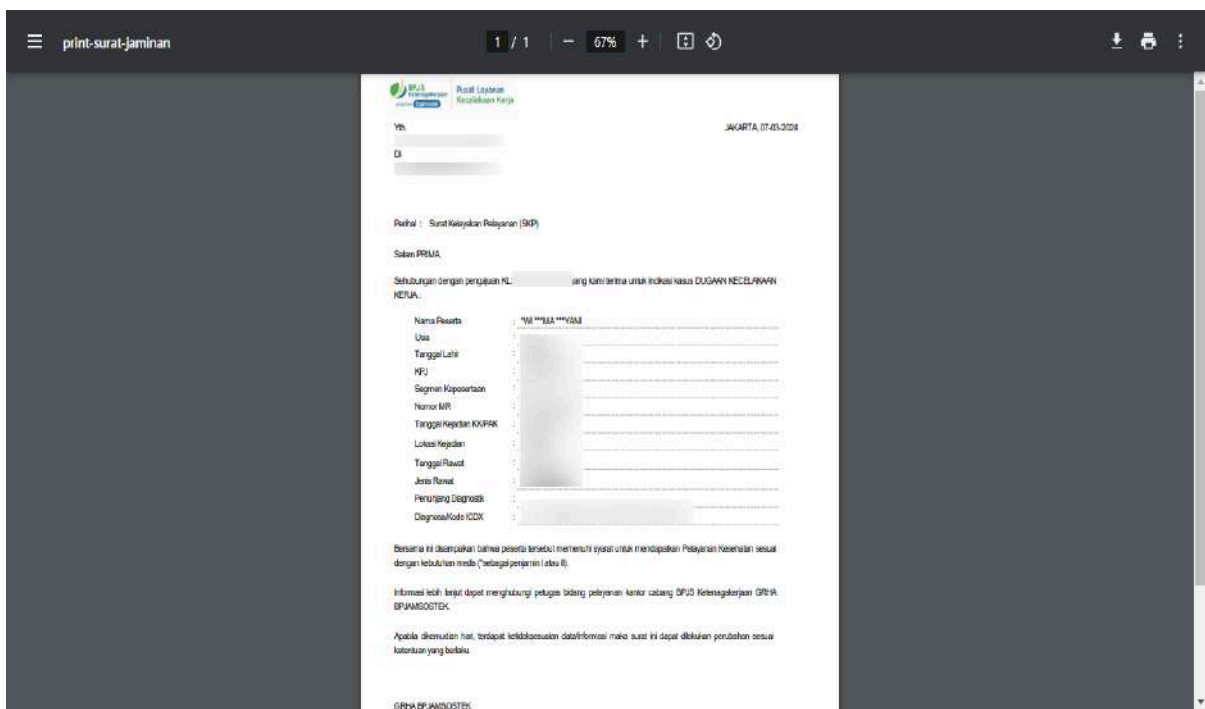 print-surat-jaminan
1 / 1
67%
BPJS
Ketenagakerjaan
Pusat Layanan
Kecelakaan Kerja
Yth.
JAKARTA, 07-03-2024
DI
Perihal : Surat Kelayakan Pelayanan (SKP)
Salam PRIMA,
Sehubungan dengan pengajuan KL: yang kami terima untuk indikasi kasus DUGAAN KECELAKAAN
KERJA :
Nama Peserta : *WI ***MA ***YANI
Usia :
Tanggal Lahir :
KPJ :
Segmen Kepesertaan :
Nomor MR :
Tanggal Kejadian KK/PAK :
Lokasi Kejadian :
Tanggal Rawat :
Jenis Rawat :
Penunjang Diagnostik :
Diagnosa/Kode ICDX :
Bersama ini disampaikan bahwa peserta tersebut memenuhi syarat untuk mendapatkan Pelayanan Kesehatan sesuai
dengan kebutuhan medis (*sebagai penjamin I atau II).
Informasi lebih lanjut dapat menghubungi petugas bidang pelayanan kantor cabang BPJS Ketenagakerjaan GRHA
BPJAMSOSTEK.
Apabila dikemudian hari, terdapat ketidaksesuaian data/informasi maka surat ini dapat dilakukan perubahan sesuai
ketentuan yang berlaku.
GRHA BPJAMSOSTEK